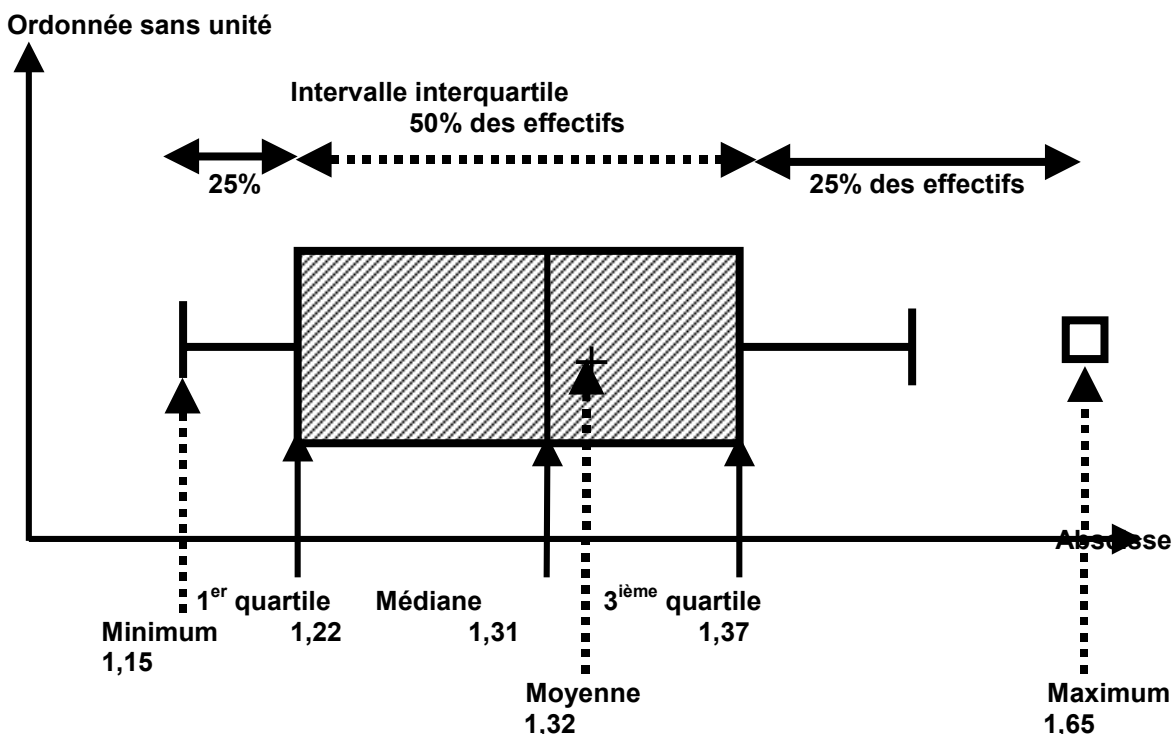 Ordonnée sans unité
Intervalle interquartile
50% des effectifs
25%
25% des effectifs
Abscisse
1er quartile
Médiane
3ième quartile
Minimum
1,22
1,31
1,37
1,15
Moyenne
Maximum
1,32
1,65